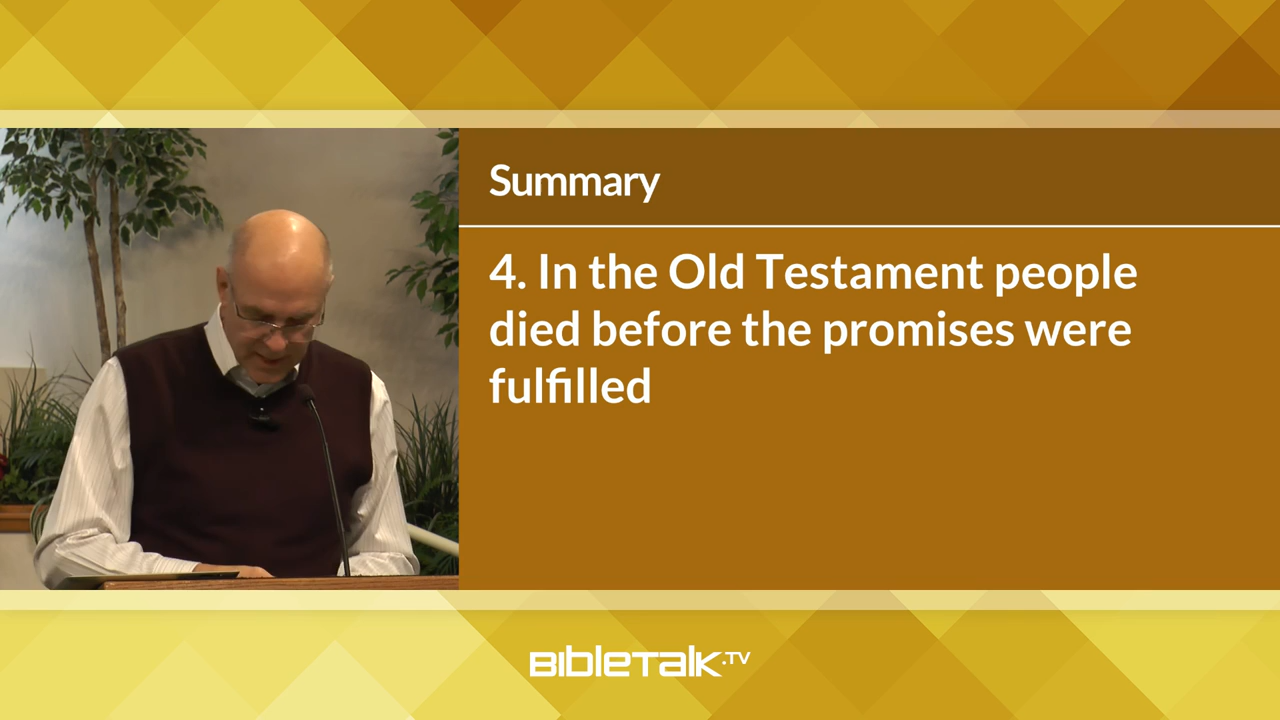 Summary
4. In the Old Testament people
died before the promises were
fulfilled
BIBLETALK.TV